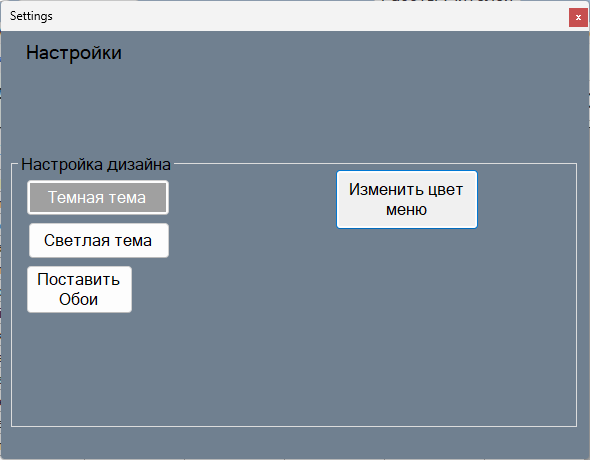 Settings
x
Настройки
Настройка дизайна
Темная тема
Изменить цвет
меню
Светлая тема
Поставить
Обои